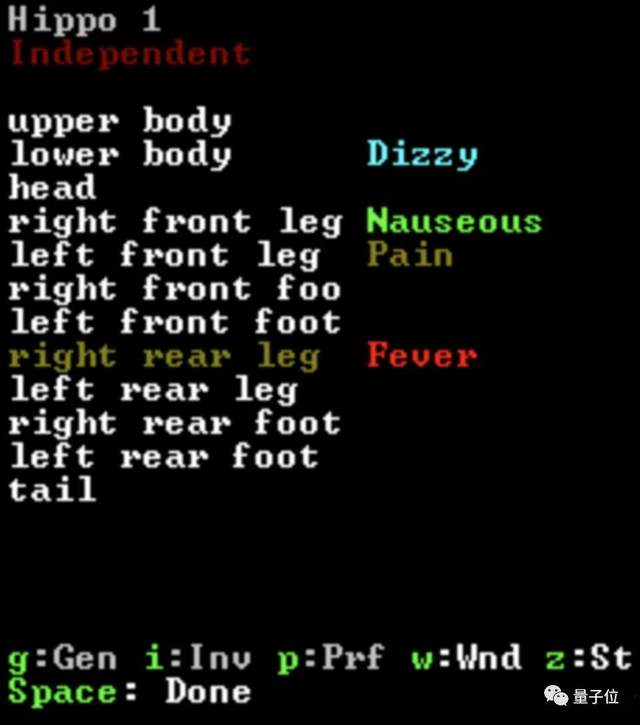 Hippo 1
Independent
upper body
lower body Dizzy
head
right front leg Nauseous
left front leg Pain
right front foo
left front foot
right rear leg Fever
left rear leg
right rear foot
left rear foot
tail
g:Gen i:Inv p:Prf w:Wnd z:St
Space: Done
量子位